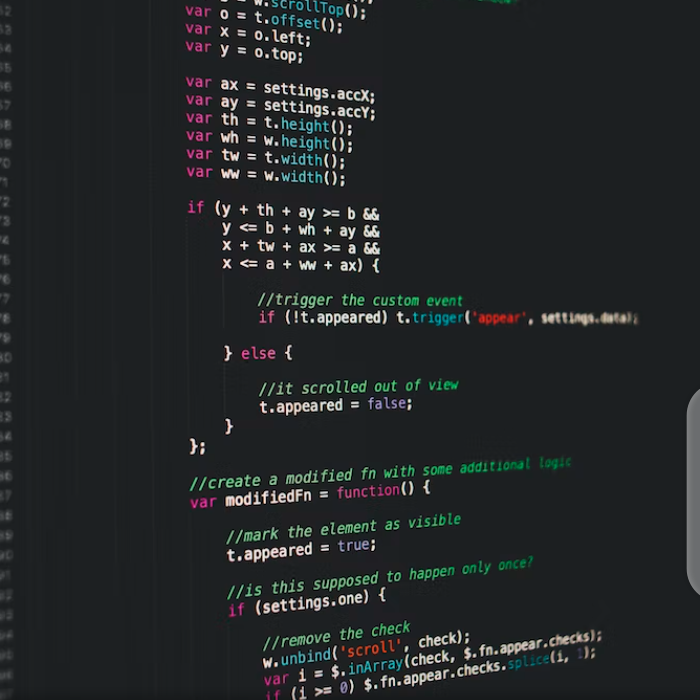 w.scrollTop();
var o = t.offset();
var x = o.left;
var y = o.top;
var ax = settings.accX;
var ay = settings.accY;
var th = t.height();
var wh = w.height();
var tw = t.width();
var ww = w.width();
if (y + th + ay >= b &&
y <= b + wh + ay &&
x + tw + ax >= a &&
x <= a + ww + ax) {
//trigger the custom event
if (!t.appeared) t.trigger('appear', settings.data);
} else {
//it scrolled out of view
t.appeared = false;
}
};
//create a modified fn with some additional logic
var modifiedFn = function() {
//mark the element as visible
t.appeared = true;
//is this supposed to happen only once?
if (settings.one) {
//remove the check
w.unbind('scroll', check);
var i = $.inArray(check, $.fn.appear.checks);
if (i >= 0) $.fn.appear.checks.splice(i, 1);